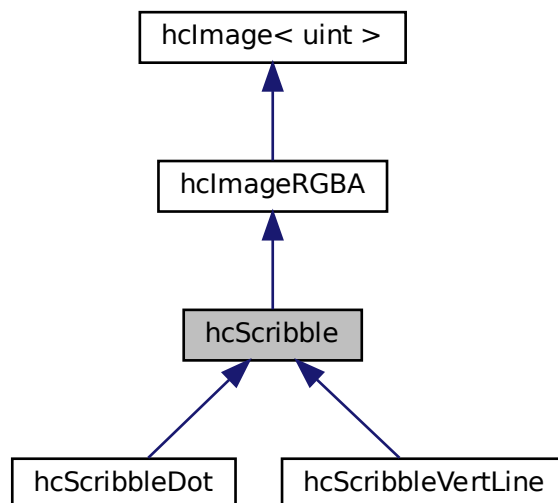 hcImage< uint >
hcImageRGBA
hcScribble
hcScribbleDot
hcScribbleVertLine